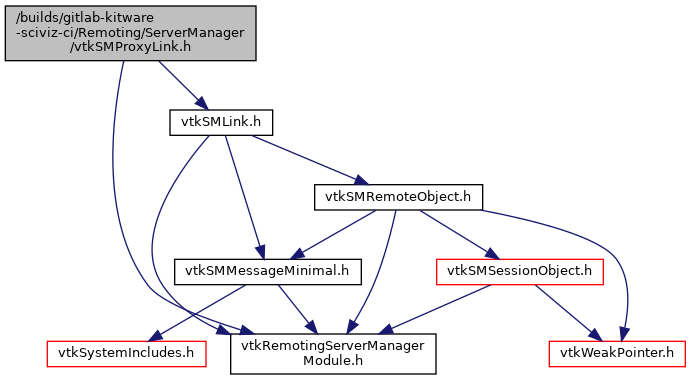 /builds/gitlab-kitware
-sciviz-ci/Remoting/ServerManager
/vtkSMProxyLink.h
vtkSMLink.h
vtkSMRemoteObject.h
vtkSMMessageMinimal.h
vtkSMSessionObject.h
vtkSystemIncludes.h
vtkRemotingServerManager
Module.h
vtkWeakPointer.h